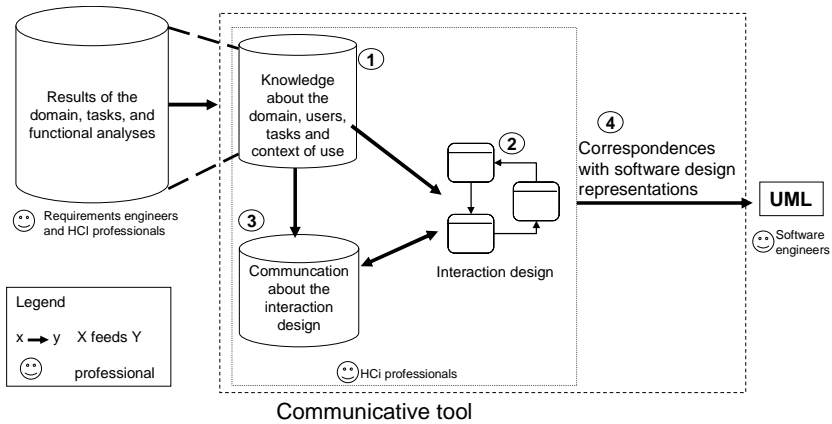 Results of the
domain, tasks, and
functional analyses
Requirements engineers
and HCI professionals
1
Knowledge
about the
domain, users,
tasks and
context of use
2
Interaction design
3
Communcation
about the
interaction
design
HCi professionals
4
Correspondences
with software design
representations
UML
Software
engineers
Legend
x y X feeds Y
professional
Communicative tool